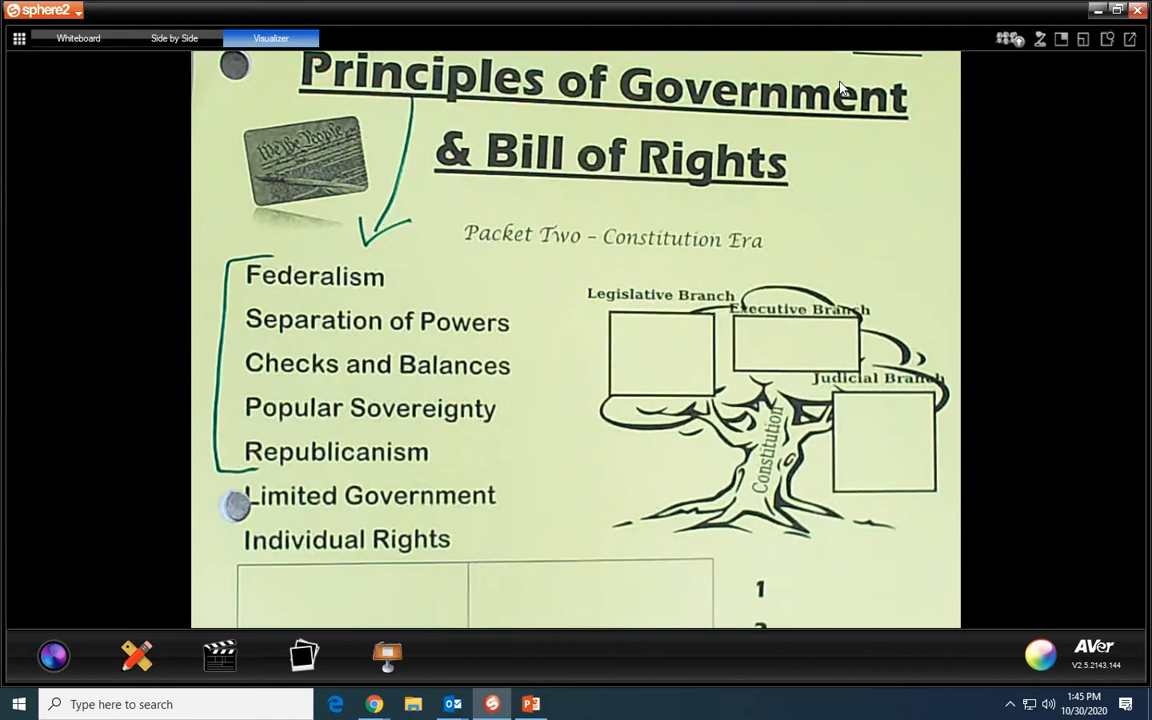 sphere2
Whiteboard
Side by Side
Visualizer
Principles of Government
& Bill of Rights
We the People
Packet Two – Constitution Era
Federalism
Separation of Powers
Checks and Balances
Popular Sovereignty
Republicanism
Limited Government
Individual Rights
Legislative Branch
Executive Branch
Judicial Branch
Constitution
1
AVer
V2.5.2143.144
Type here to search
1:45 PM
10/30/2020